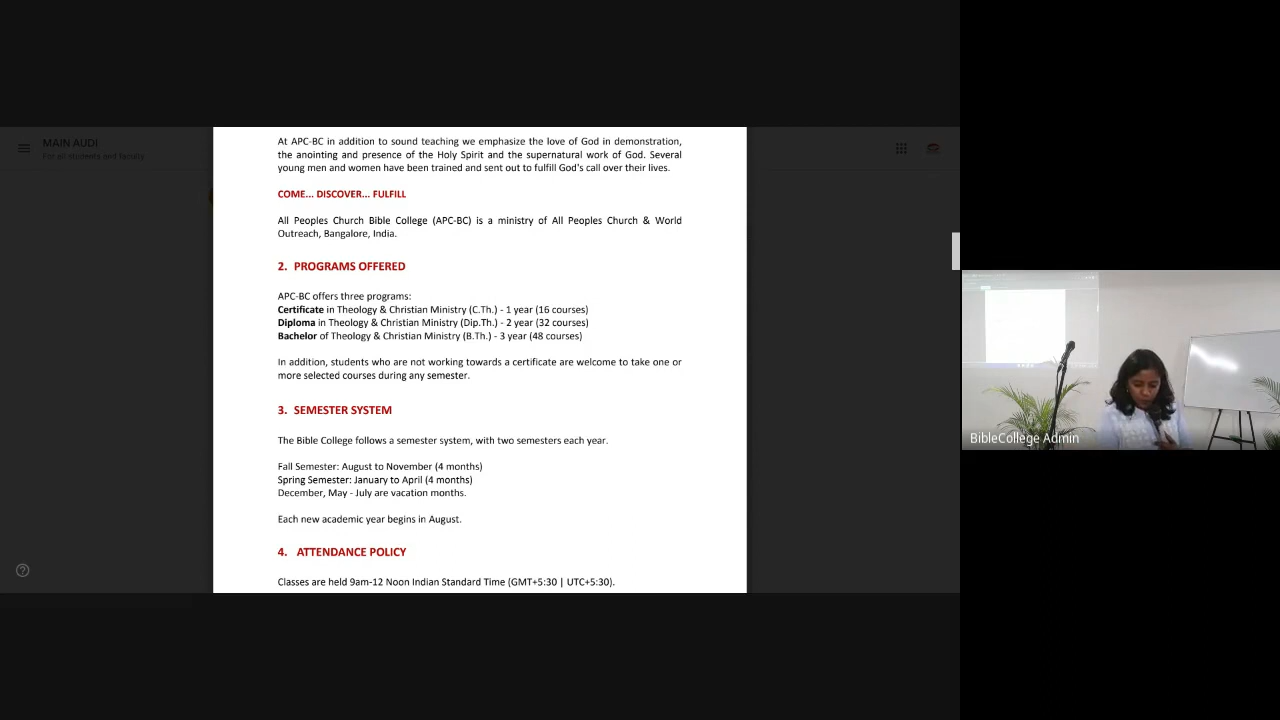 MAIN AUDI
For all students and faculty
At APC-BC in addition to sound teaching we emphasize the love of God in demonstration,
the anointing and presence of the Holy Spirit and the supernatural work of God. Several
young men and women have been trained and sent out to fulfill God's call over their lives.
COME... DISCOVER... FULFILL
All Peoples Church Bible College (APC-BC) is a ministry of All Peoples Church & World
Outreach, Bangalore, India.
2. PROGRAMS OFFERED
APC-BC offers three programs:
Certificate in Theology & Christian Ministry (C.Th.) - 1 year (16 courses)
Diploma in Theology & Christian Ministry (Dip.Th.) - 2 year (32 courses)
Bachelor of Theology & Christian Ministry (B.Th.) - 3 year (48 courses)
In addition, students who are not working towards a certificate are welcome to take one or
more selected courses during any semester.
3. SEMESTER SYSTEM
The Bible College follows a semester system, with two semesters each year.
Fall Semester: August to November (4 months)
Spring Semester: January to April (4 months)
December, May - July are vacation months.
Each new academic year begins in August.
4. ATTENDANCE POLICY
Classes are held 9am-12 Noon Indian Standard Time (GMT+5:30 | UTC+5:30).
BibleCollege Admin